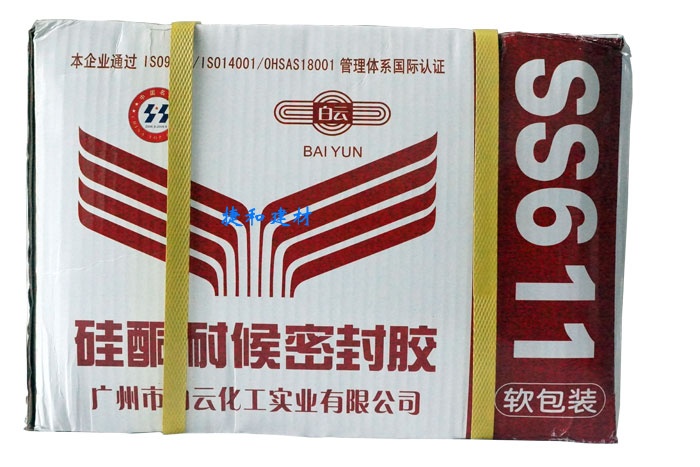 本企业通过 ISO9 /ISO14001/OHSAS18001 管理体系国际认证
白云
BAI YUN
捷和建材
硅酮耐候密封胶
广州市白云化工实业有限公司
SS611
软包装